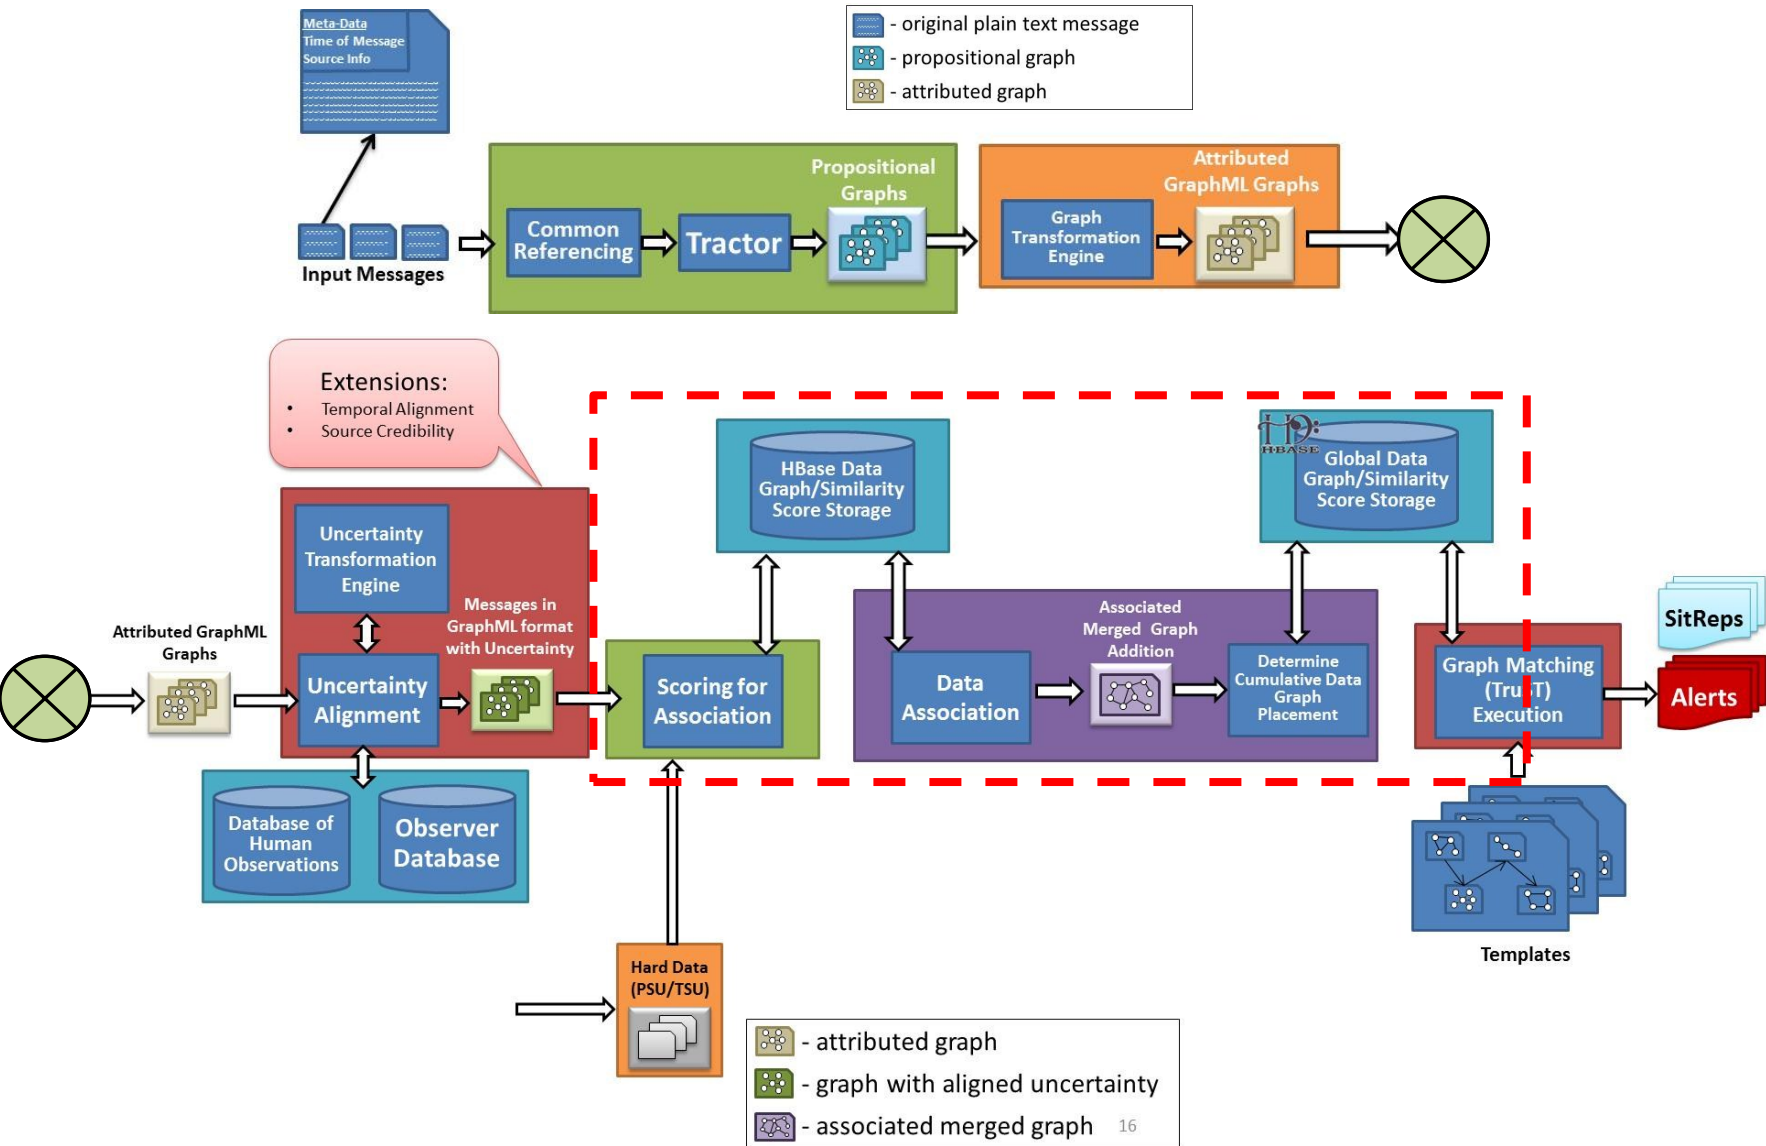 Meta-Data
Time of Message
Source Info
- original plain text message
- propositional graph
- attributed graph
Input Messages
Common
Referencing
Tractor
Propositional
Graphs
Graph
Transformation
Engine
Attributed
GraphML Graphs
Extensions:
• Temporal Alignment
• Source Credibility
Attributed GraphML
Graphs
Uncertainty
Transformation
Engine
Uncertainty
Alignment
Messages in
GraphML format
with Uncertainty
Database of
Human
Observations
Observer
Database
HBase Data
Graph/Similarity
Score Storage
Scoring for
Association
Data
Association
Associated
Merged Graph
Addition
Determine
Cumulative Data
Graph
Placement
HBASE
Global Data
Graph/Similarity
Score Storage
Graph Matching
(TruST)
Execution
SitReps
Alerts
Templates
Hard Data
(PSU/TSU)
- attributed graph
- graph with aligned uncertainty
- associated merged graph
16